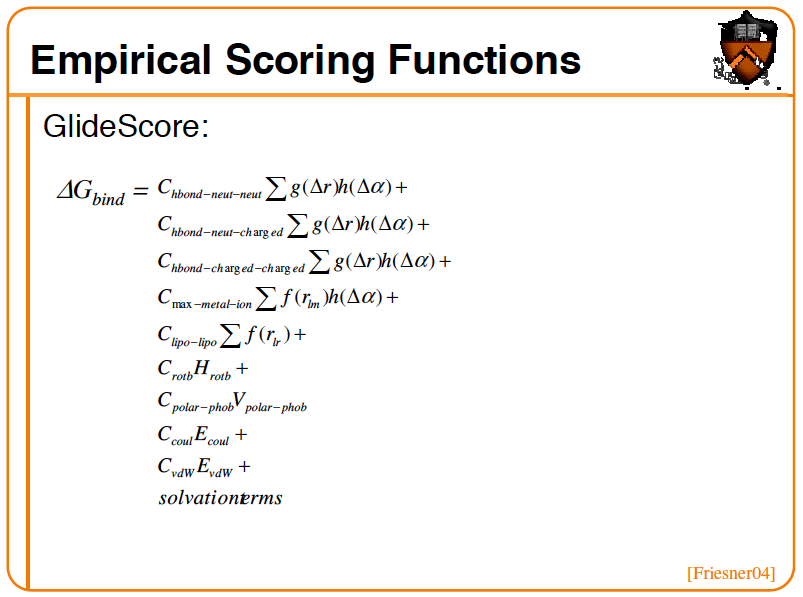 Empirical Scoring Functions
GlideScore:
ΔG_bind = C_hbond−neut−neut ∑ g(Δr)h(Δα) +
C_hbond−neut−charged ∑ g(Δr)h(Δα) +
C_hbond−charged−charged ∑ g(Δr)h(Δα) +
C_max−metal−ion ∑ f(r_lm)h(Δα) +
C_lipo−lipo ∑ f(r_lr) +
C_rotb H_rotb +
C_polar−phob V_polar−phob
C_coul E_coul +
C_vdW E_vdW +
solvationterms
[Friesner04]